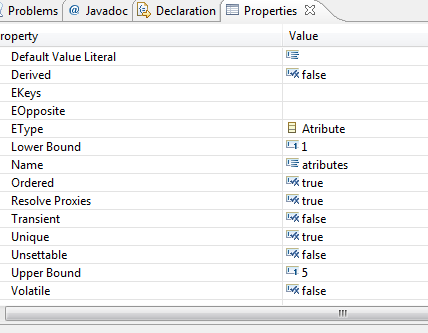 Problems @ Javadoc Declaration Properties
roperty Value
Default Value Literal
Derived false
EKeys
EOpposite
EType Atribute
Lower Bound 1
Name atributes
Ordered true
Resolve Proxies true
Transient false
Unique true
Unsettable false
Upper Bound 5
Volatile false